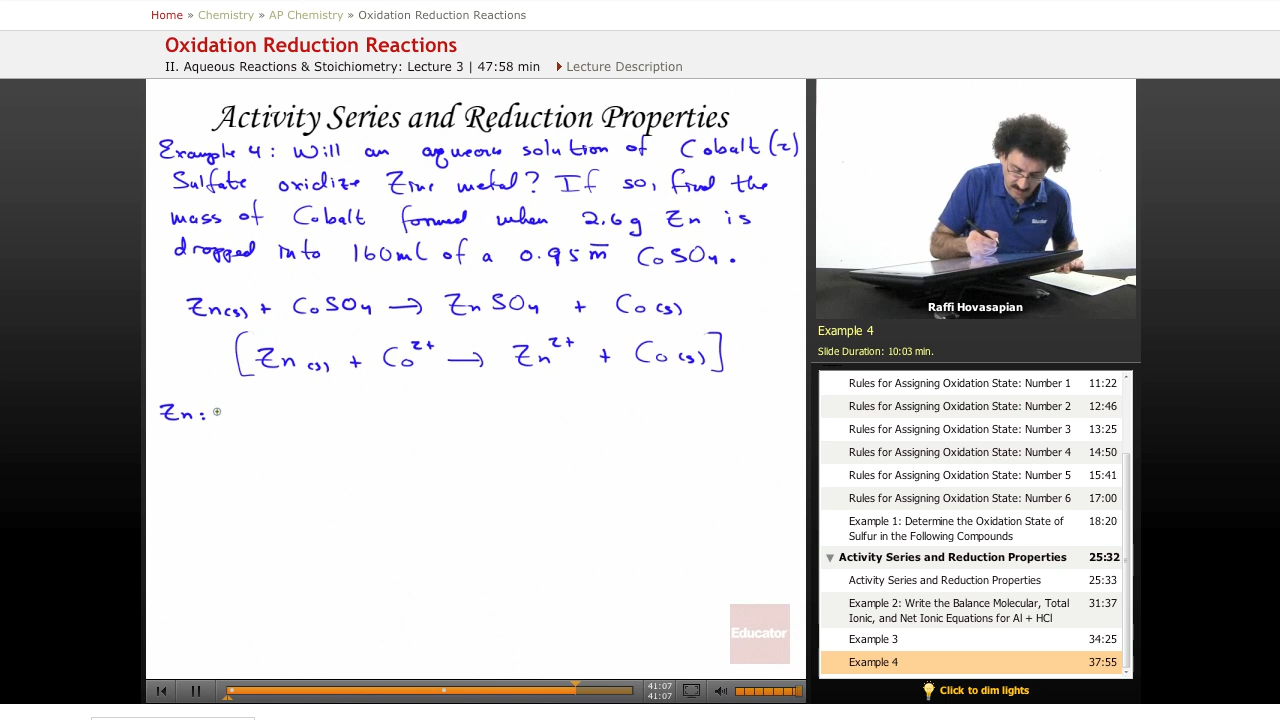 Home » Chemistry » AP Chemistry » Oxidation Reduction Reactions
Oxidation Reduction Reactions
II. Aqueous Reactions & Stoichiometry: Lecture 3 | 47:58 min Lecture Description
Activity Series and Reduction Properties
Example 4: Will an aqueous solution of Cobalt (2)
Sulfate oxidize Zinc metal? If so, find the
mass of Cobalt formed when 2.6g Zn is
dropped into 160mL of a 0.95 m̅ CoSO4.
Zn(s) + CoSO4 → ZnSO4 + Co(s)
[Zn(s) + Co²⁺ → Zn²⁺ + Co(s)]
Zn:
Educator
Educator
Raffi Hovasapian
Example 4
Slide Duration: 10:03 min.
Rules for Assigning Oxidation State: Number 1 11:22
Rules for Assigning Oxidation State: Number 2 12:46
Rules for Assigning Oxidation State: Number 3 13:25
Rules for Assigning Oxidation State: Number 4 14:50
Rules for Assigning Oxidation State: Number 5 15:41
Rules for Assigning Oxidation State: Number 6 17:00
Example 1: Determine the Oxidation State of 18:20
Sulfur in the Following Compounds
Activity Series and Reduction Properties 25:32
Activity Series and Reduction Properties 25:33
Example 2: Write the Balance Molecular, Total 31:37
Ionic, and Net Ionic Equations for Al + HCl
Example 3 34:25
Example 4 37:55
41:07
41:07
Click to dim lights